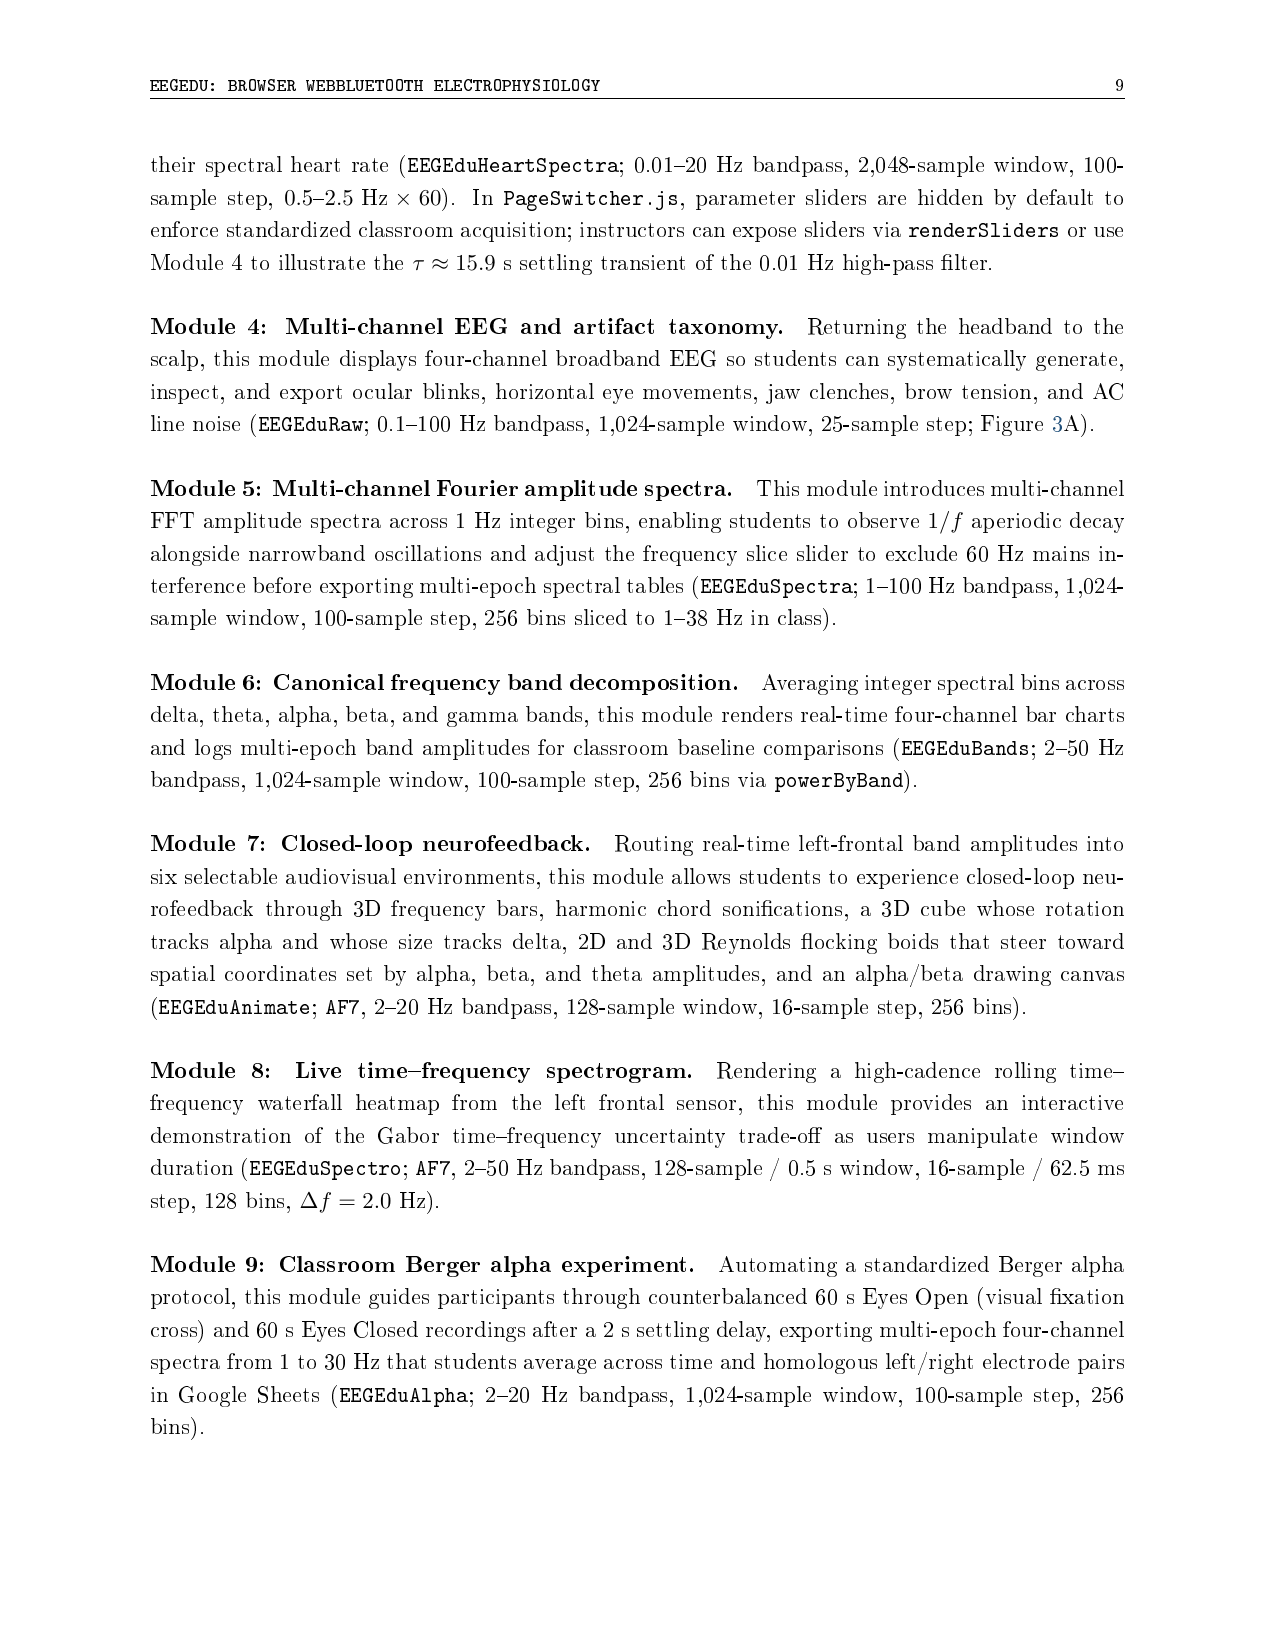 EEGEDU: BROWSER WEBBLUETOOTH ELECTROPHYSIOLOGY 9
their spectral heart rate (EEGEduHeartSpectra; 0.01–20 Hz bandpass, 2,048-sample window, 100-
sample step, 0.5–2.5 Hz × 60). In PageSwitcher.js, parameter sliders are hidden by default to
enforce standardized classroom acquisition; instructors can expose sliders via renderSliders or use
Module 4 to illustrate the τ ≈ 15.9 s settling transient of the 0.01 Hz high-pass filter.
Module 4: Multi-channel EEG and artifact taxonomy. Returning the headband to the
scalp, this module displays four-channel broadband EEG so students can systematically generate,
inspect, and export ocular blinks, horizontal eye movements, jaw clenches, brow tension, and AC
line noise (EEGEduRaw; 0.1–100 Hz bandpass, 1,024-sample window, 25-sample step; Figure 3A).
Module 5: Multi-channel Fourier amplitude spectra. This module introduces multi-channel
FFT amplitude spectra across 1 Hz integer bins, enabling students to observe 1/f aperiodic decay
alongside narrowband oscillations and adjust the frequency slice slider to exclude 60 Hz mains in-
terference before exporting multi-epoch spectral tables (EEGEduSpectra; 1–100 Hz bandpass, 1,024-
sample window, 100-sample step, 256 bins sliced to 1–38 Hz in class).
Module 6: Canonical frequency band decomposition. Averaging integer spectral bins across
delta, theta, alpha, beta, and gamma bands, this module renders real-time four-channel bar charts
and logs multi-epoch band amplitudes for classroom baseline comparisons (EEGEduBands; 2–50 Hz
bandpass, 1,024-sample window, 100-sample step, 256 bins via powerByBand).
Module 7: Closed-loop neurofeedback. Routing real-time left-frontal band amplitudes into
six selectable audiovisual environments, this module allows students to experience closed-loop neu-
rofeedback through 3D frequency bars, harmonic chord sonifications, a 3D cube whose rotation
tracks alpha and whose size tracks delta, 2D and 3D Reynolds flocking boids that steer toward
spatial coordinates set by alpha, beta, and theta amplitudes, and an alpha/beta drawing canvas
(EEGEduAnimate; AF7, 2–20 Hz bandpass, 128-sample window, 16-sample step, 256 bins).
Module 8: Live time–frequency spectrogram. Rendering a high-cadence rolling time–
frequency waterfall heatmap from the left frontal sensor, this module provides an interactive
demonstration of the Gabor time–frequency uncertainty trade-off as users manipulate window
duration (EEGEduSpectro; AF7, 2–50 Hz bandpass, 128-sample / 0.5 s window, 16-sample / 62.5 ms
step, 128 bins, Δf = 2.0 Hz).
Module 9: Classroom Berger alpha experiment. Automating a standardized Berger alpha
protocol, this module guides participants through counterbalanced 60 s Eyes Open (visual fixation
cross) and 60 s Eyes Closed recordings after a 2 s settling delay, exporting multi-epoch four-channel
spectra from 1 to 30 Hz that students average across time and homologous left/right electrode pairs
in Google Sheets (EEGEduAlpha; 2–20 Hz bandpass, 1,024-sample window, 100-sample step, 256
bins).